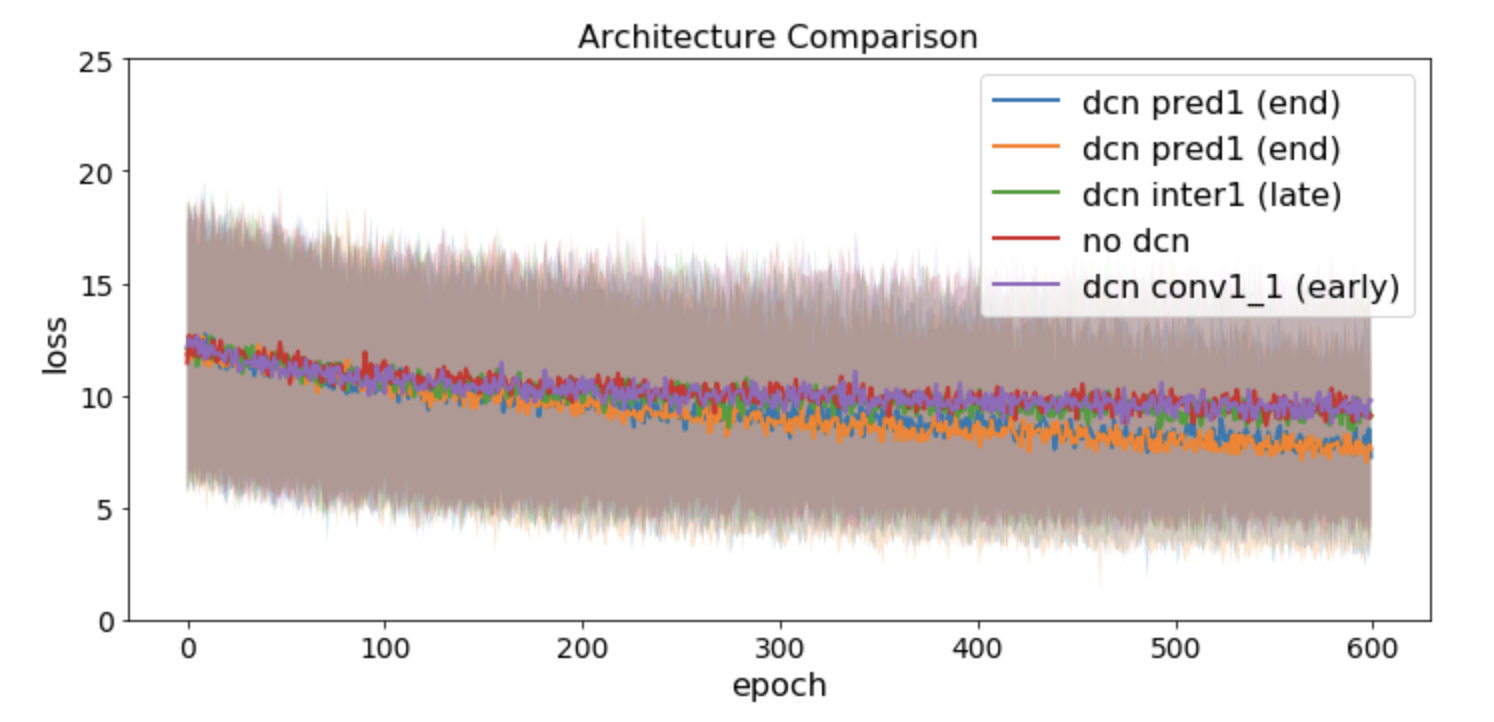 Architecture Comparison
25
20
15
10
5
0
loss
dcn pred1 (end)
dcn pred1 (end)
dcn inter1 (late)
no dcn
dcn conv1_1 (early)
0 100 200 300 400 500 600
epoch